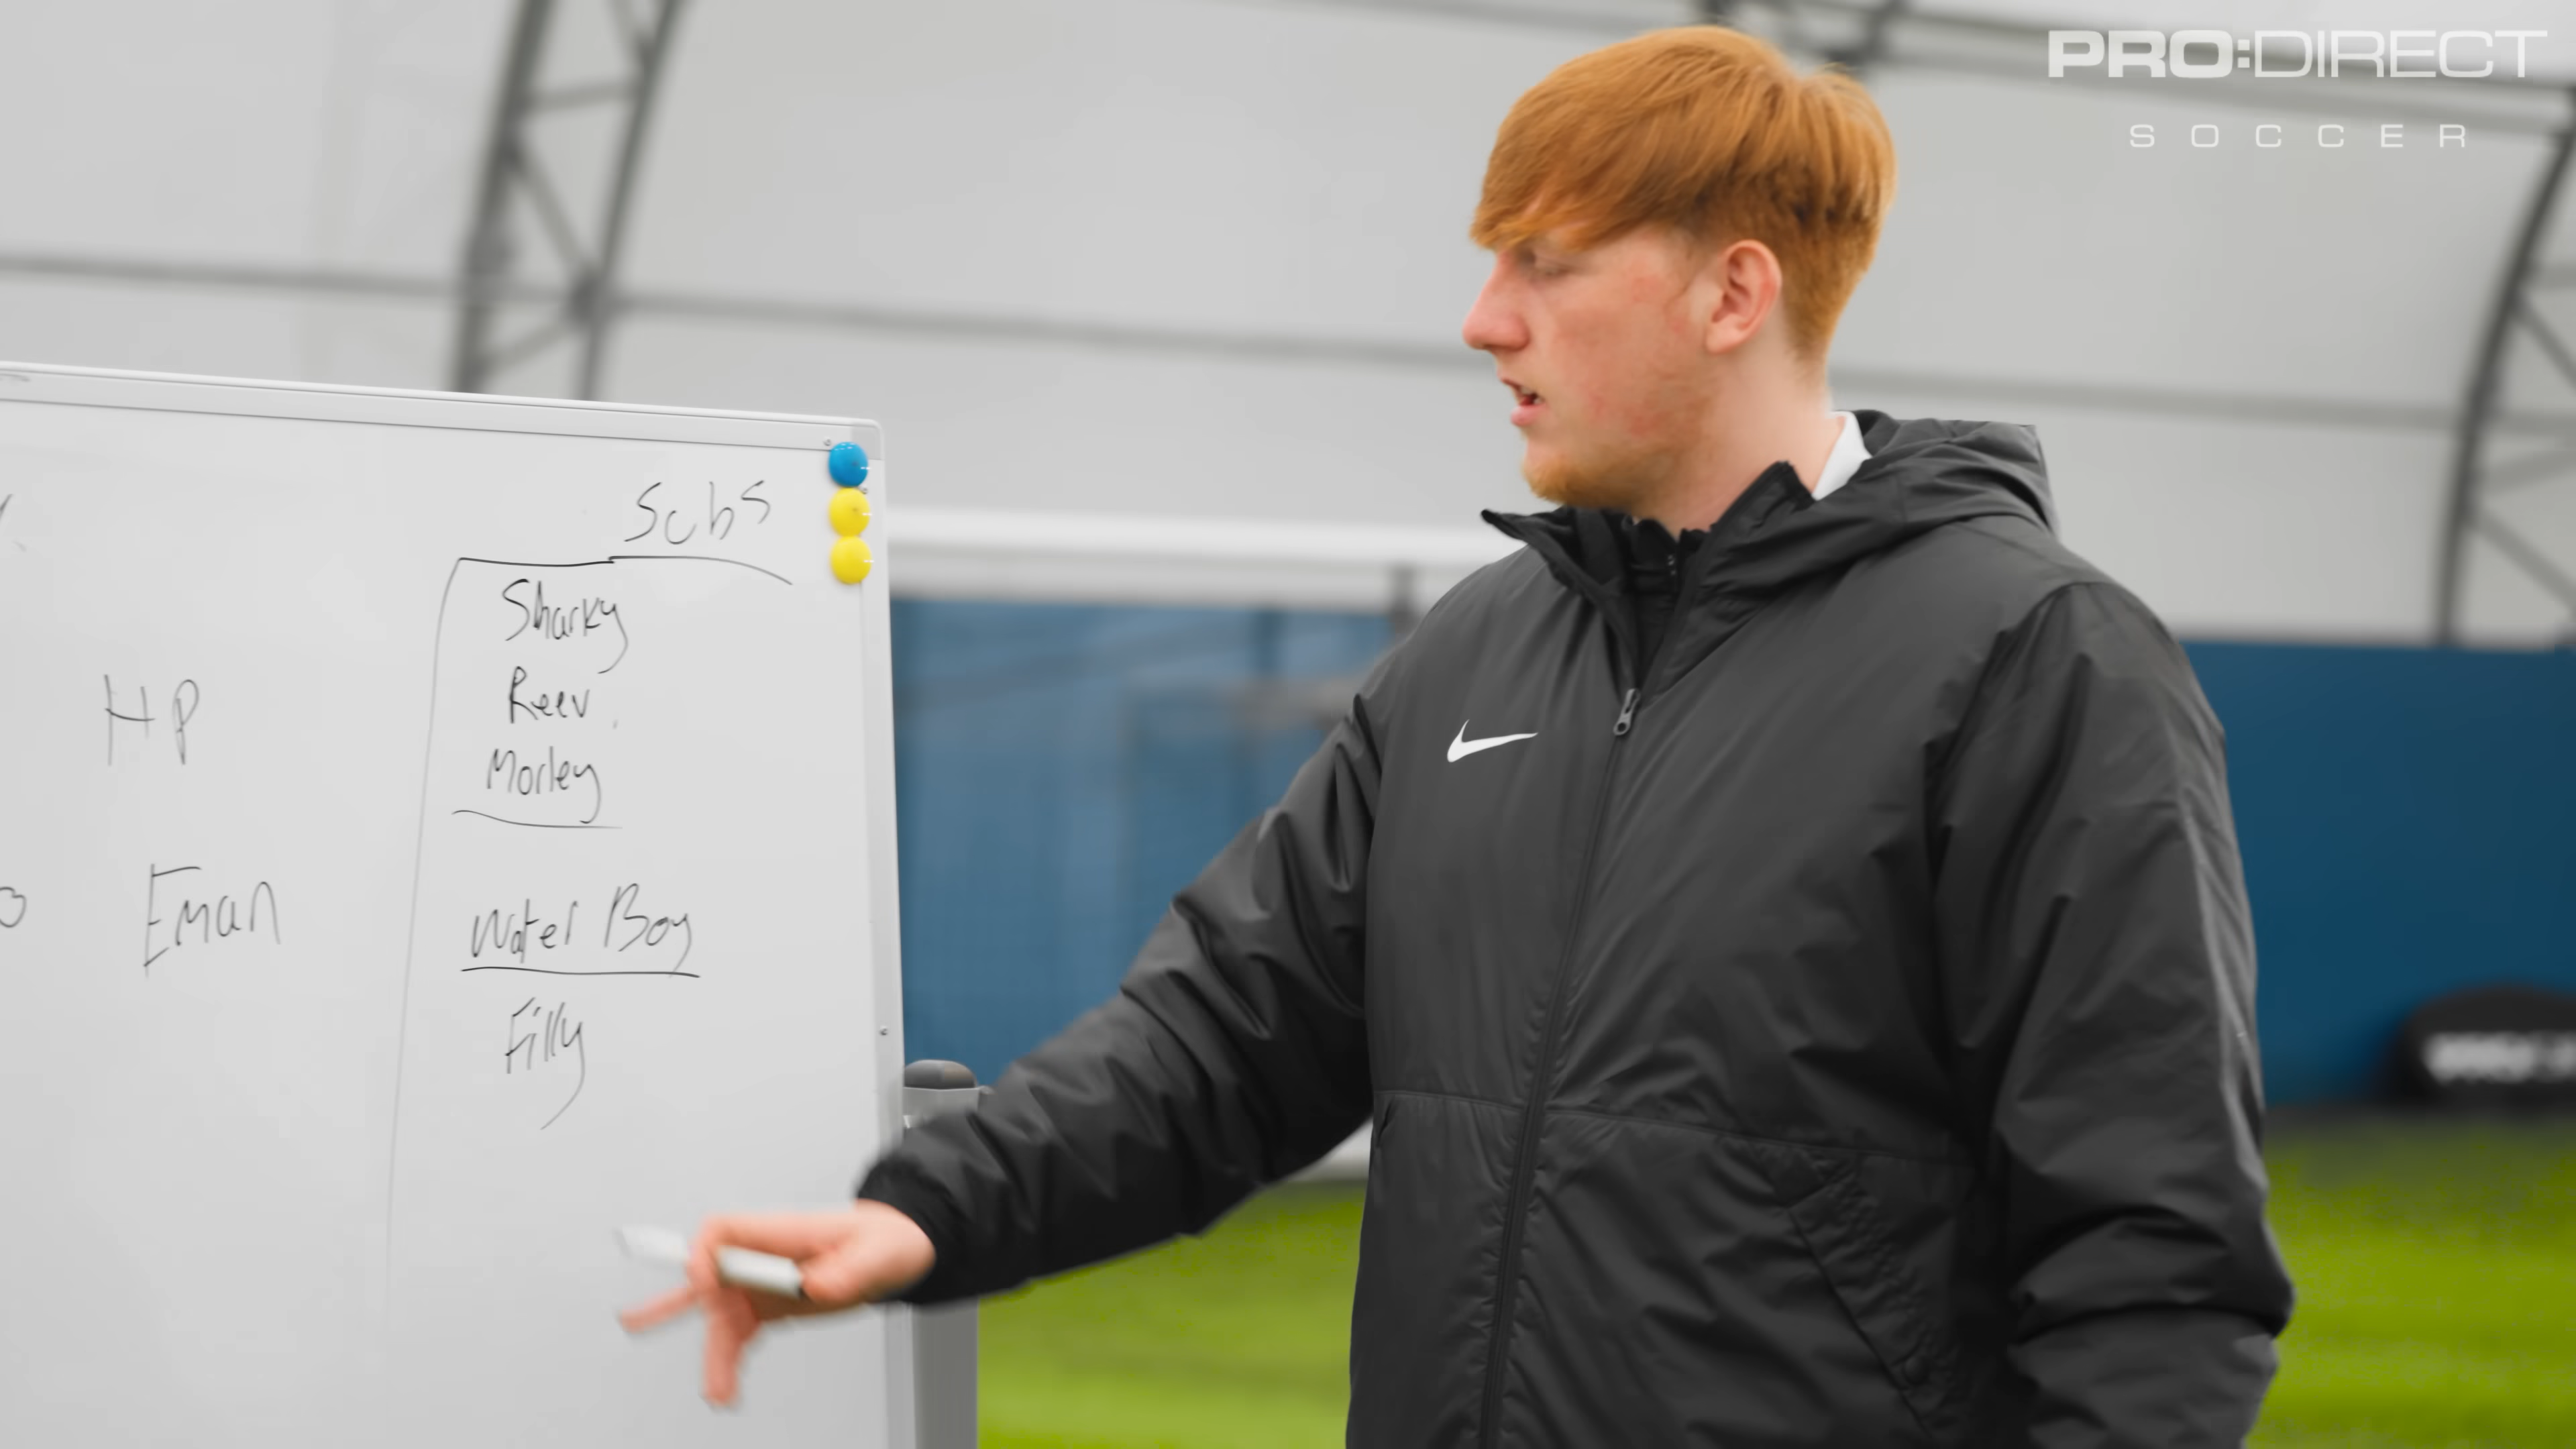 PRO:DIRECT
SOCCER
Subs
Sharky
Reev
Morley
HP
Eman
Water Boy
Filly